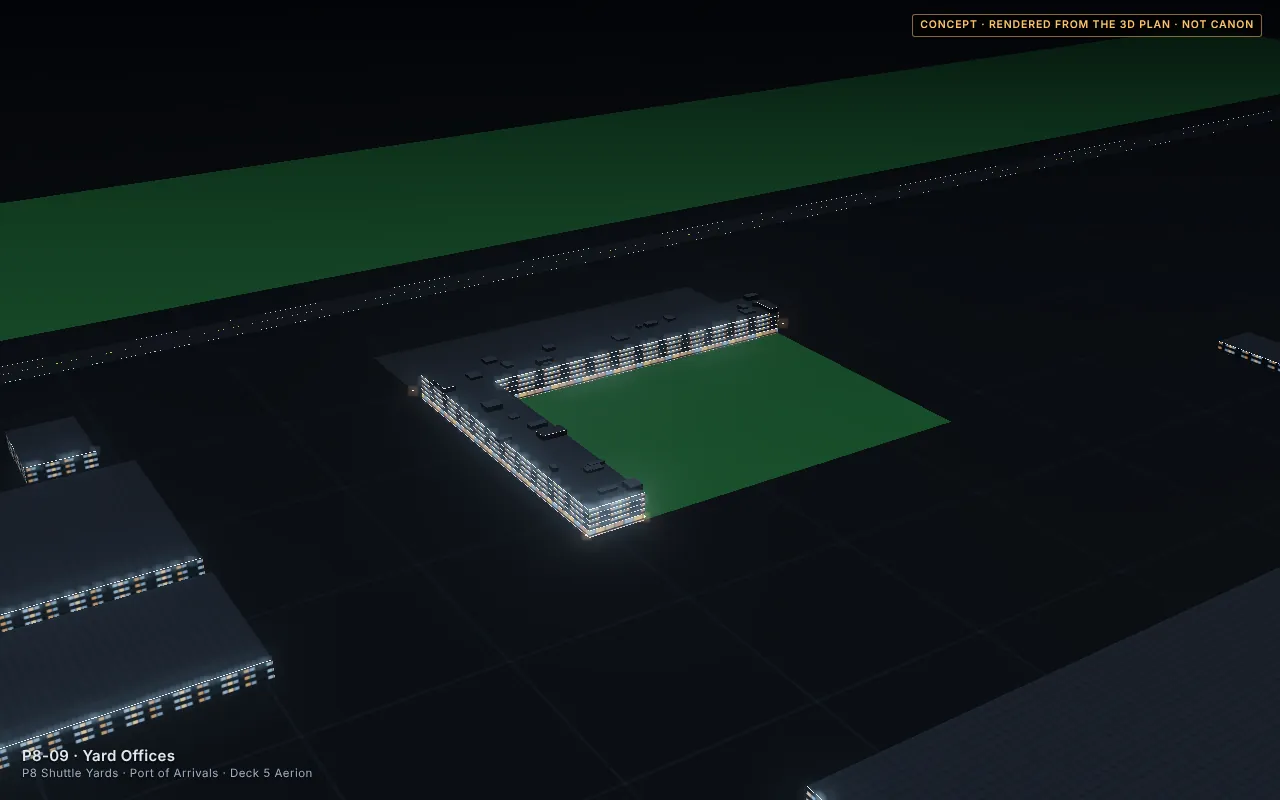 CONCEPT · RENDERED FROM THE 3D PLAN · NOT CANON
P8-09 · Yard Offices
P8 Shuttle Yards · Port of Arrivals · Deck 5 Aerion